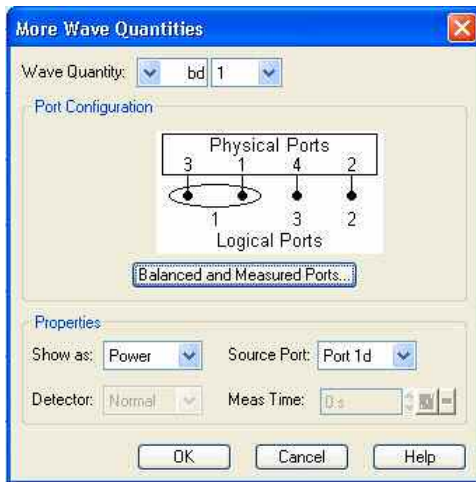 More Wave Quantities
Wave Quantity: bd 1
Port Configuration
Physical Ports
3 1 4 2
1 3 2
Logical Ports
Balanced and Measured Ports...
Properties
Show as: Power Source Port: Port 1d
Detector: Normal Meas Time: 0 s
OK Cancel Help